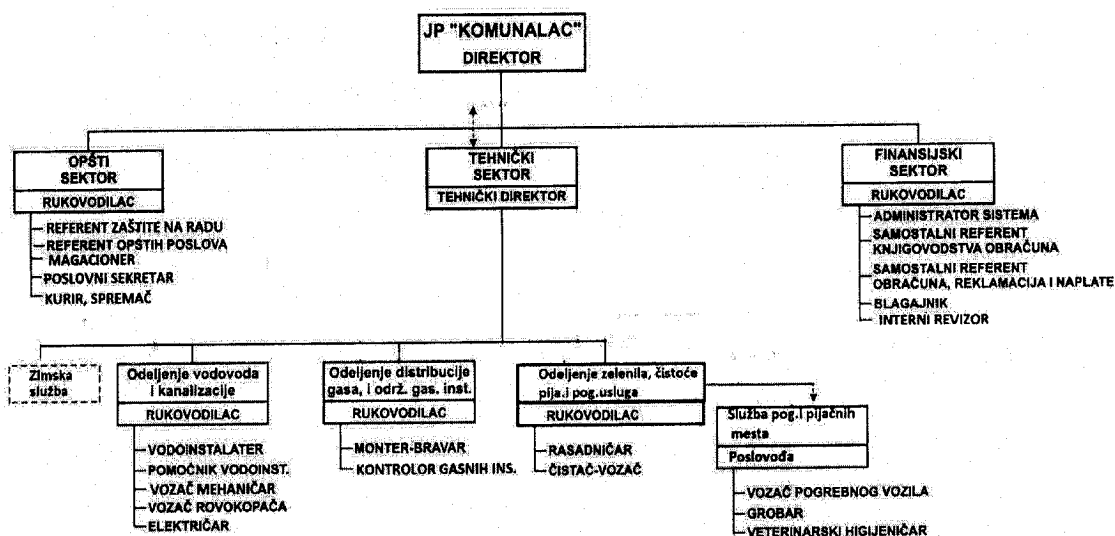 JP "KOMUNALAC"
DIREKTOR
OPŠTI
SEKTOR
RUKOVODILAC
REFERENT ZAŠTITE NA RADU
REFERENT OPŠTIH POSLOVA
MAGACIONER
POSLOVNI SEKRETAR
KURIR, SPREMAČ
TEHNIČKI
SEKTOR
TEHNIČKI DIREKTOR
FINANSIJSKI
SEKTOR
RUKOVODILAC
ADMINISTRATOR SISTEMA
SAMOSTALNI REFERENT
KNJIGOVODSTVA OBRAČUNA
SAMOSTALNI REFERENT
OBRAČUNA, REKLAMACIJA I NAPLATE
BLAGAJNIK
INTERNI REVIZOR
Zimska
služba
Odeljenje vodovoda
i kanalizacije
RUKOVODILAC
VODOINSTALATER
POMOĆNIK VODOINST.
VOZAČ MEHANIČAR
VOZAČ ROVOKOPAČA
ELEKTRIČAR
Odeljenje distribucije
gasa, i održ. gas. inst.
RUKOVODILAC
MONTER-BRAVAR
KONTROLOR GASNIH INS.
Odeljenje zelenila, čistoće
pija.i pog.usluga
RUKOVODILAC
RASADNIČAR
ČISTAČ-VOZAČ
Služba pog.i pijačnih
mesta
Poslovođa
VOZAČ POGREBNOG VOZILA
GROBAR
VETERINARSKI HIGIJENIČAR